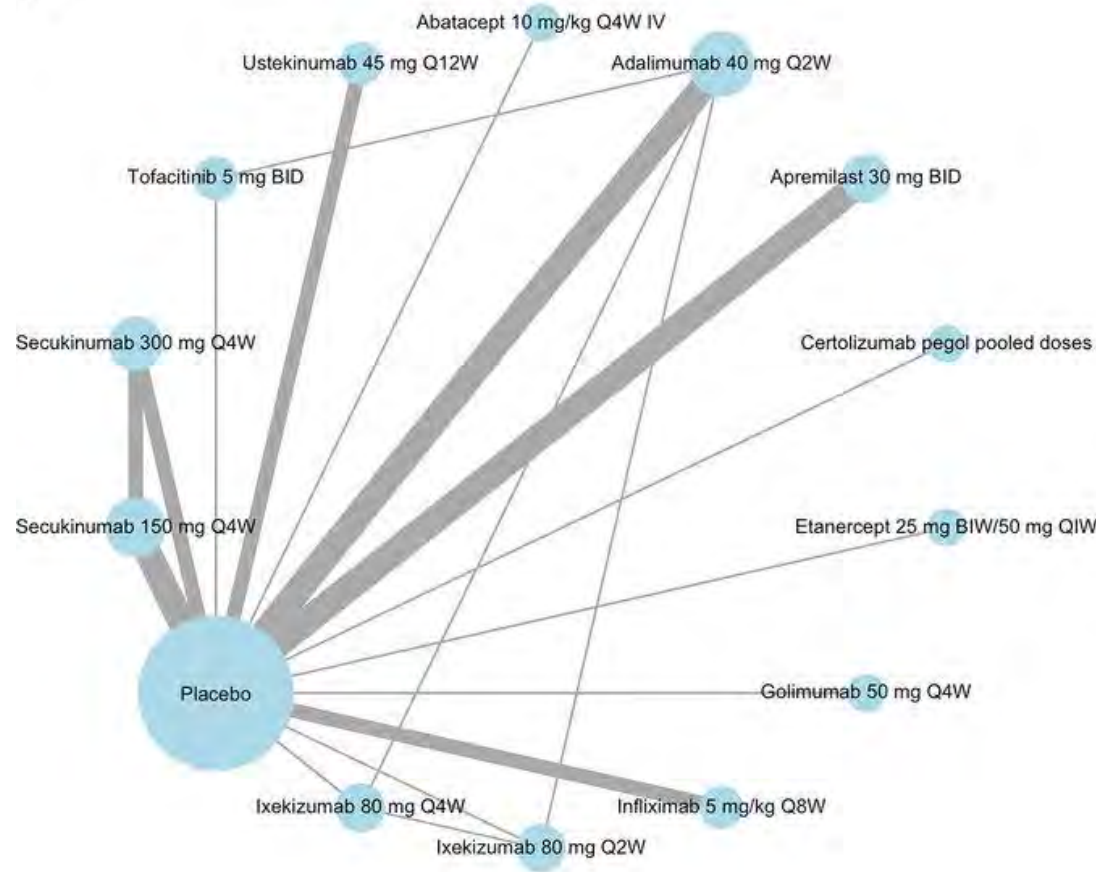 Abatacept 10 mg/kg Q4W IV
Ustekinumab 45 mg Q12W
Adalimumab 40 mg Q2W
Tofacitinib 5 mg BID
Apremilast 30 mg BID
Secukinumab 300 mg Q4W
Certolizumab pegol pooled doses
Secukinumab 150 mg Q4W
Etanercept 25 mg BIW/50 mg QIW
Placebo
Golimumab 50 mg Q4W
Ixekizumab 80 mg Q4W
Infliximab 5 mg/kg Q8W
Ixekizumab 80 mg Q2W